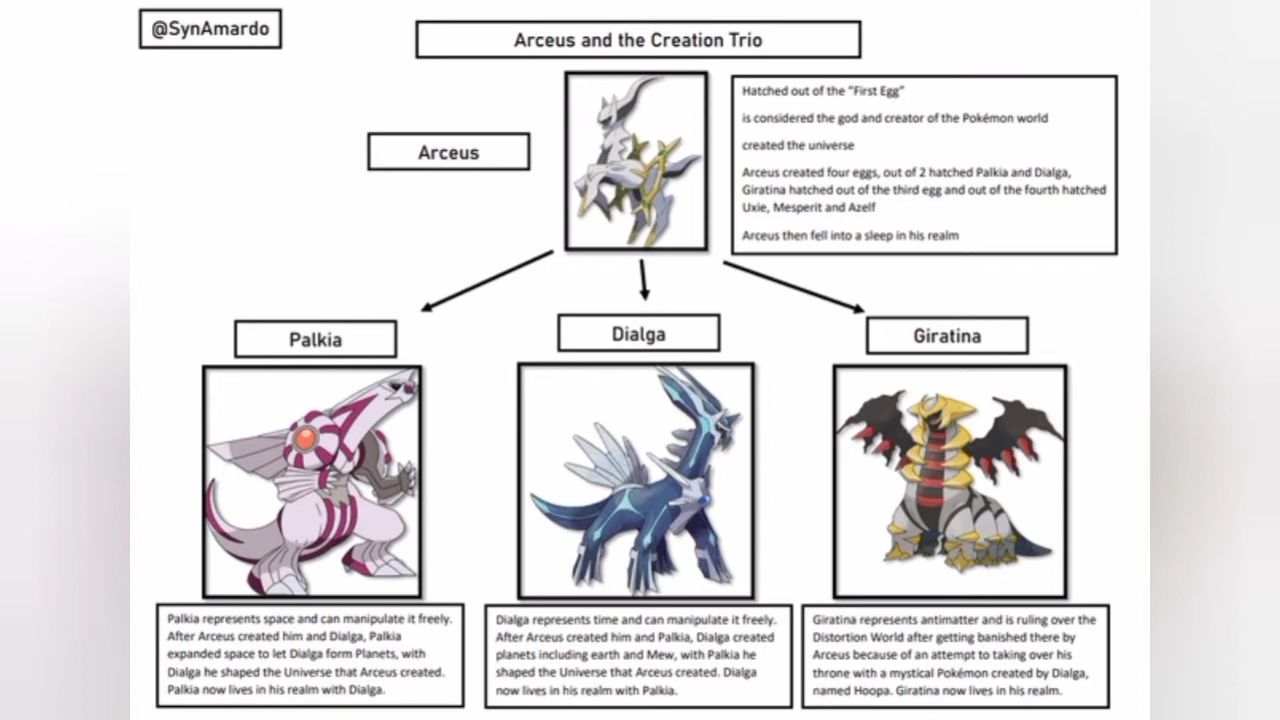 @SynAmardo
Arceus and the Creation Trio
Arceus
Hatched out of the “First Egg”
is considered the god and creator of the Pokémon world
created the universe
Arceus created four eggs, out of 2 hatched Palkia and Dialga,
Giratina hatched out of the third egg and out of the fourth hatched
Uxie, Mesperit and Azelf
Arceus then fell into a sleep in his realm
Palkia
Dialga
Giratina
Palkia represents space and can manipulate it freely.
After Arceus created him and Dialga, Palkia
expanded space to let Dialga form Planets, with
Dialga he shaped the Universe that Arceus created.
Palkia now lives in his realm with Dialga.
Dialga represents time and can manipulate it freely.
After Arceus created him and Palkia, Dialga created
planets including earth and Mew, with Palkia he
shaped the Universe that Arceus created. Dialga
now lives in his realm with Palkia.
Giratina represents antimatter and is ruling over the
Distortion World after getting banished there by
Arceus because of an attempt to taking over his
throne with a mystical Pokémon created by Dialga,
named Hoopa. Giratina now lives in his realm.